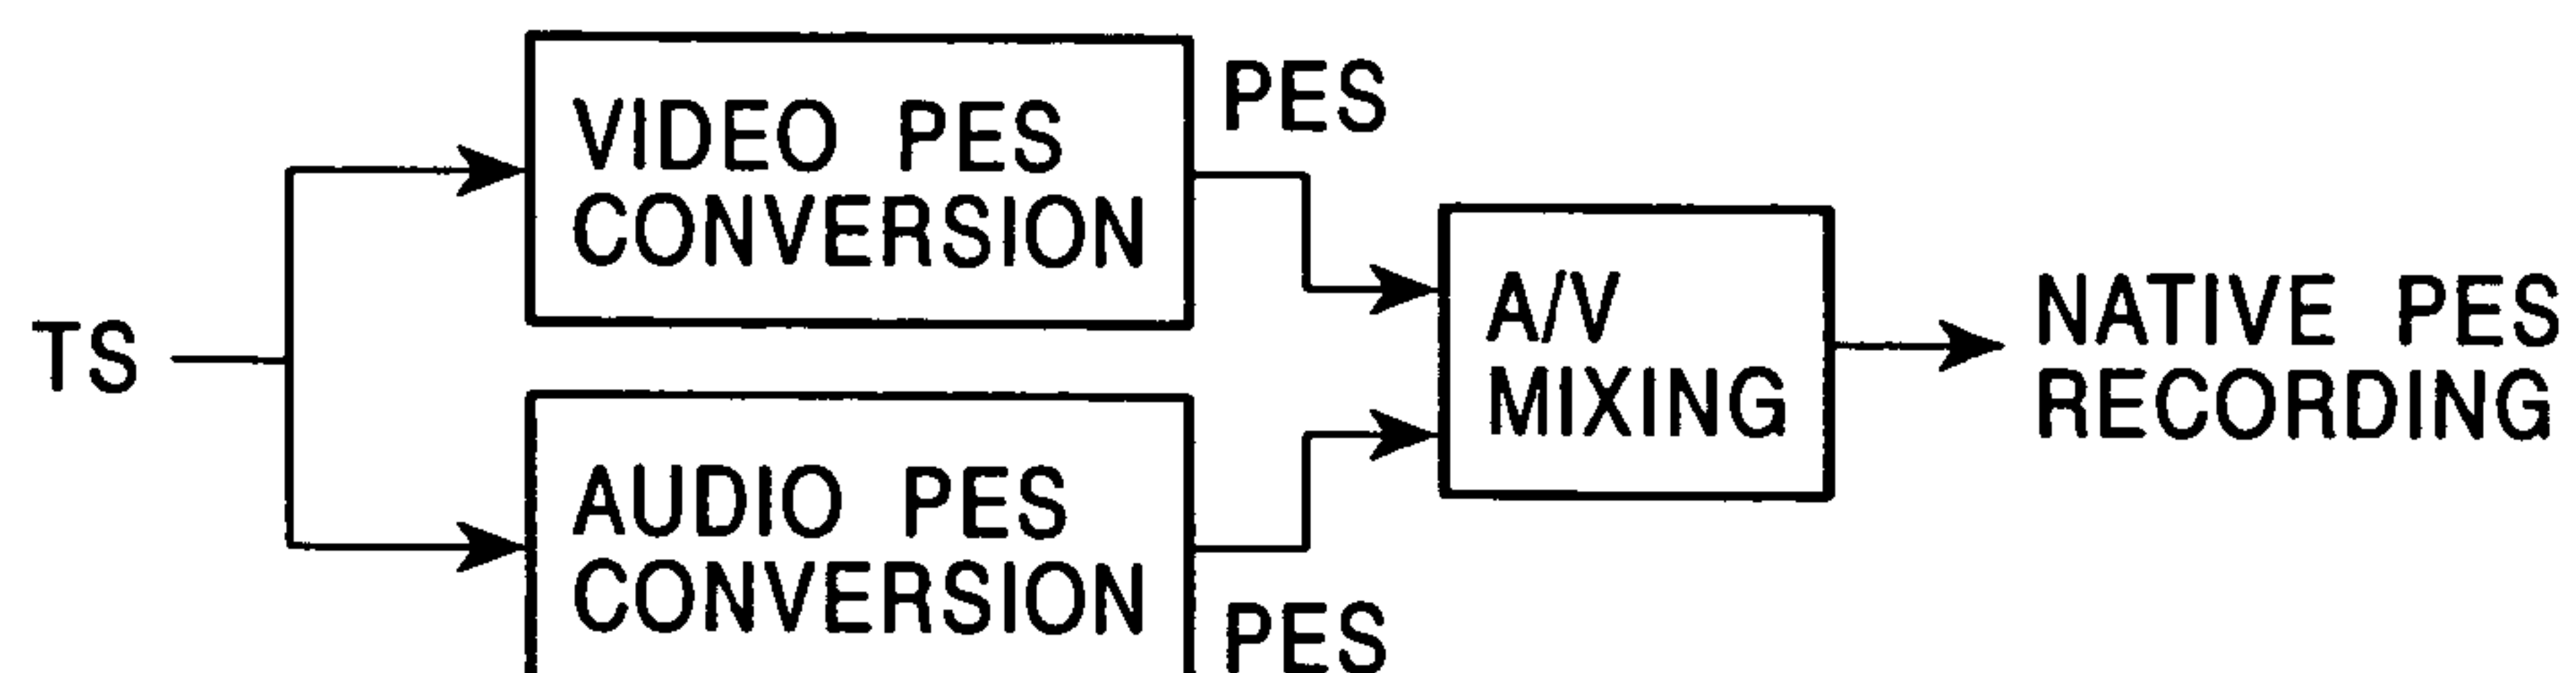 PES
VIDEO PES
CONVERSION
A/V
MIXING
NATIVE PES
RECORDING
TS
AUDIO PES
CONVERSION
PES